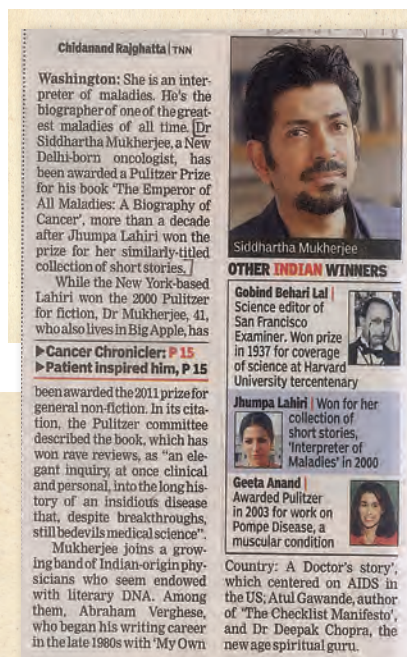 Chidanand Rajghatta | TNN
Washington: She is an inter-
preter of maladies. He's the
biographer of one of the great-
est maladies of all time. Dr
Siddhartha Mukherjee, a New
Delhi-born oncologist, has
been awarded a Pulitzer Prize
for his book 'The Emperor of
All Maladies: A Biography of
Cancer', more than a decade
after Jhumpa Lahiri won the
prize for her similarly-titled
collection of short stories.
While the New York-based
Lahiri won the 2000 Pulitzer
for fiction, Dr Mukherjee, 41,
who also lives in Big Apple, has
▶Cancer Chronicler: P 15
▶Patient inspired him, P 15
been awarded the 2011 prize for
general non-fiction. In its cita-
tion, the Pulitzer committee
described the book, which has
won rave reviews, as "an ele-
gant inquiry, at once clinical
and personal, into the long his-
tory of an insidious disease
that, despite breakthroughs,
still bedevils medical science".
Mukherjee joins a grow-
ing band of Indian-origin phy-
sicians who seem endowed
with literary DNA. Among
them, Abraham Verghese,
who began his writing career
in the late 1980s with 'My Own
Siddhartha Mukherjee
OTHER INDIAN WINNERS
Gobind Behari Lal |
Science editor of
San Francisco
Examiner. Won prize
in 1937 for coverage
of science at Harvard
University tercentenary
Jhumpa Lahiri | Won for her
collection of
short stories,
'Interpreter of
Maladies' in 2000
Geeta Anand |
Awarded Pulitzer
in 2003 for work on
Pompe Disease, a
muscular condition
Country: A Doctor's story',
which centered on AIDS in
the US; Atul Gawande, author
of 'The Checklist Manifesto',
and Dr Deepak Chopra, the
new age spiritual guru.